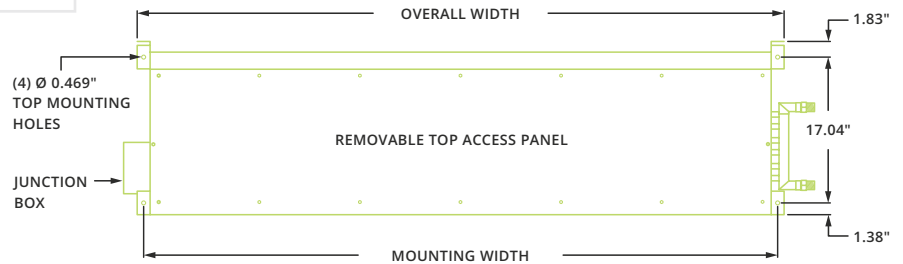 OVERALL WIDTH
1.83"
(4) Ø 0.469"
TOP MOUNTING
HOLES
17.04"
REMOVABLE TOP ACCESS PANEL
JUNCTION
BOX
1.38"
MOUNTING WIDTH